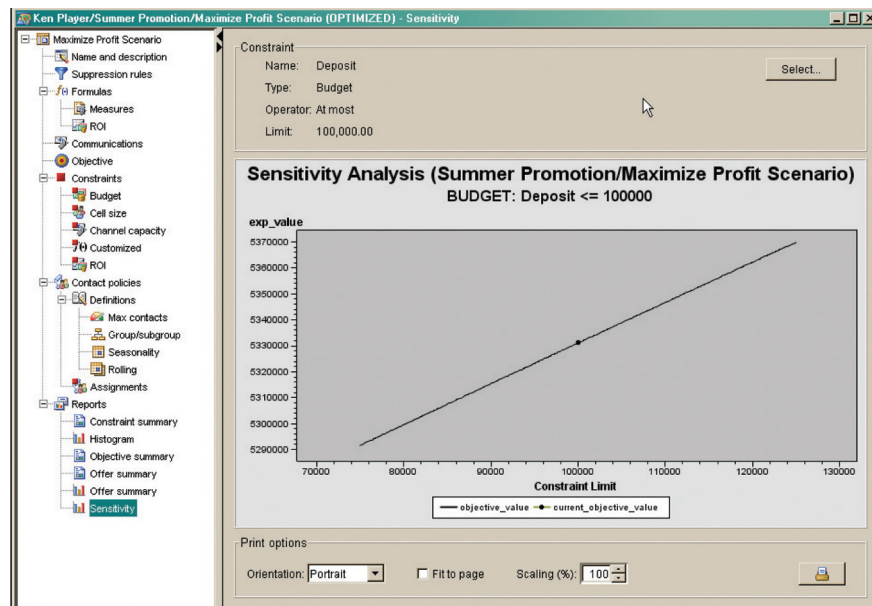 Ken Player/Summer Promotion/Maximize Profit Scenario (OPTIMIZED) - Sensitivity
Maximize Profit Scenario
Name and description
Suppression rules
Formulas
Measures
ROI
Communications
Objective
Constraints
Budget
Cell size
Channel capacity
Customized
ROI
Contact policies
Definitions
Max contacts
Group/subgroup
Seasonality
Rolling
Assignments
Reports
Constraint summary
Histogram
Objective summary
Offer summary
Offer summary
Sensitivity
Constraint
Name: Deposit
Select...
Type: Budget
Operator: At most
Limit: 100,000.00
Sensitivity Analysis (Summer Promotion/Maximize Profit Scenario)
BUDGET: Deposit <= 100000
exp_value
5370000
5360000
5350000
5340000
5330000
5320000
5310000
5300000
5290000
70000 80000 90000 100000 110000 120000 130000
Constraint Limit
objective_value current_objective_value
Print options
Orientation: Portrait Fit to page Scaling (%): 100